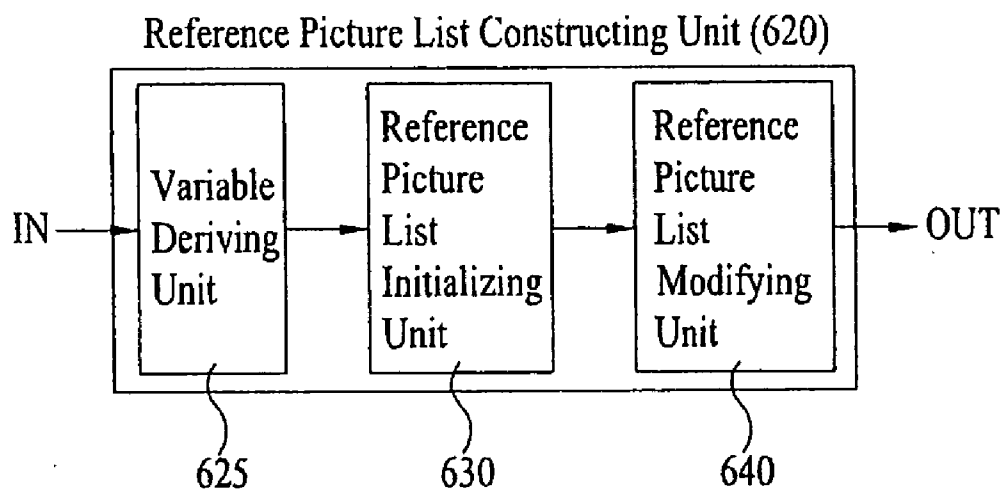 Reference Picture List Constructing Unit (620)
IN
Variable
Deriving
Unit
Reference
Picture
List
Initializing
Unit
Reference
Picture
List
Modifying
Unit
OUT
625
630
640